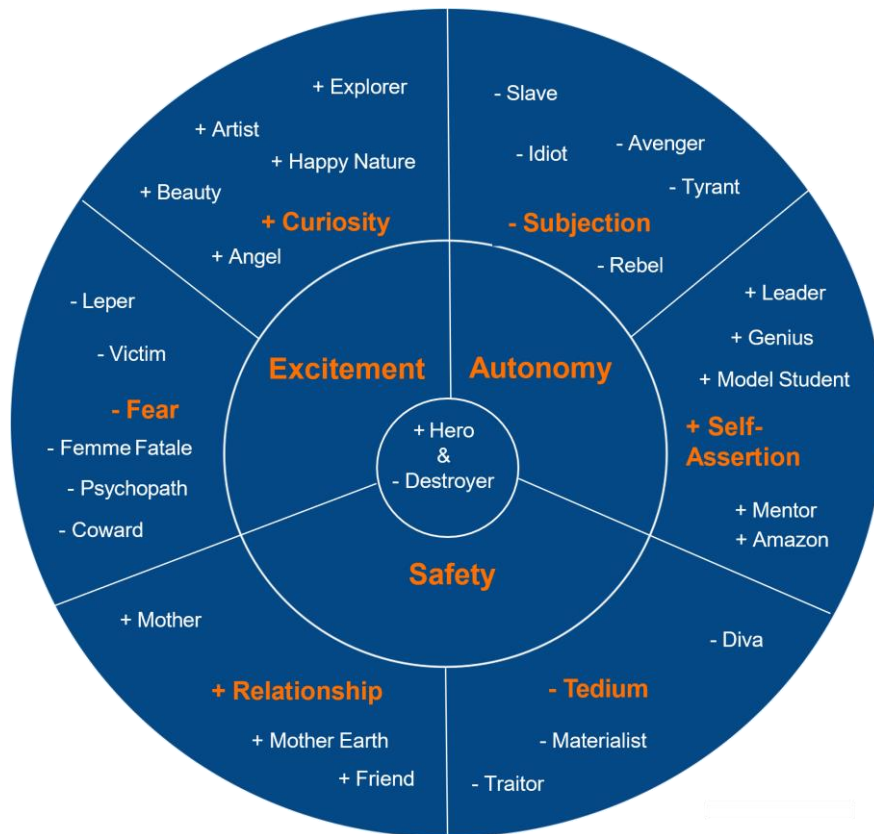 + Explorer
+ Artist
+ Happy Nature
+ Beauty
+ Curiosity
+ Angel
- Slave
- Avenger
- Idiot
- Tyrant
- Subjection
- Rebel
+ Leader
+ Genius
+ Model Student
+ Self-
Assertion
+ Mentor
+ Amazon
- Leper
- Victim
- Fear
- Femme Fatale
- Psychopath
- Coward
Excitement
Autonomy
+ Hero
&
- Destroyer
Safety
+ Mother
+ Relationship
+ Mother Earth
+ Friend
- Diva
- Tedium
- Materialist
- Traitor